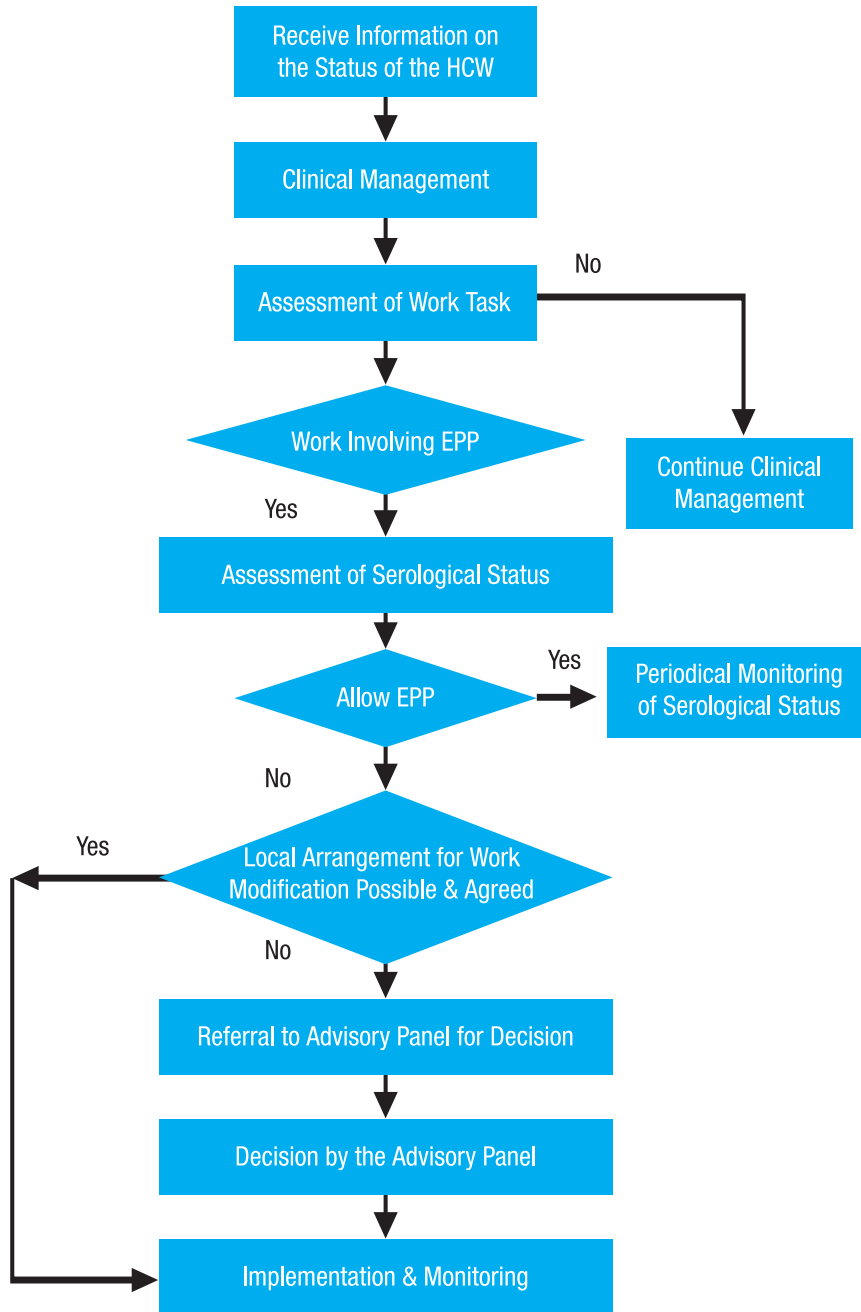 Receive Information on
the Status of the HCW
Clinical Management
Assessment of Work Task
No
Work Involving EPP
Continue Clinical
Management
Yes
Assessment of Serological Status
Allow EPP
Yes
Periodical Monitoring
of Serological Status
No
Yes
Local Arrangement for Work
Modification Possible & Agreed
No
Referral to Advisory Panel for Decision
Decision by the Advisory Panel
Implementation & Monitoring